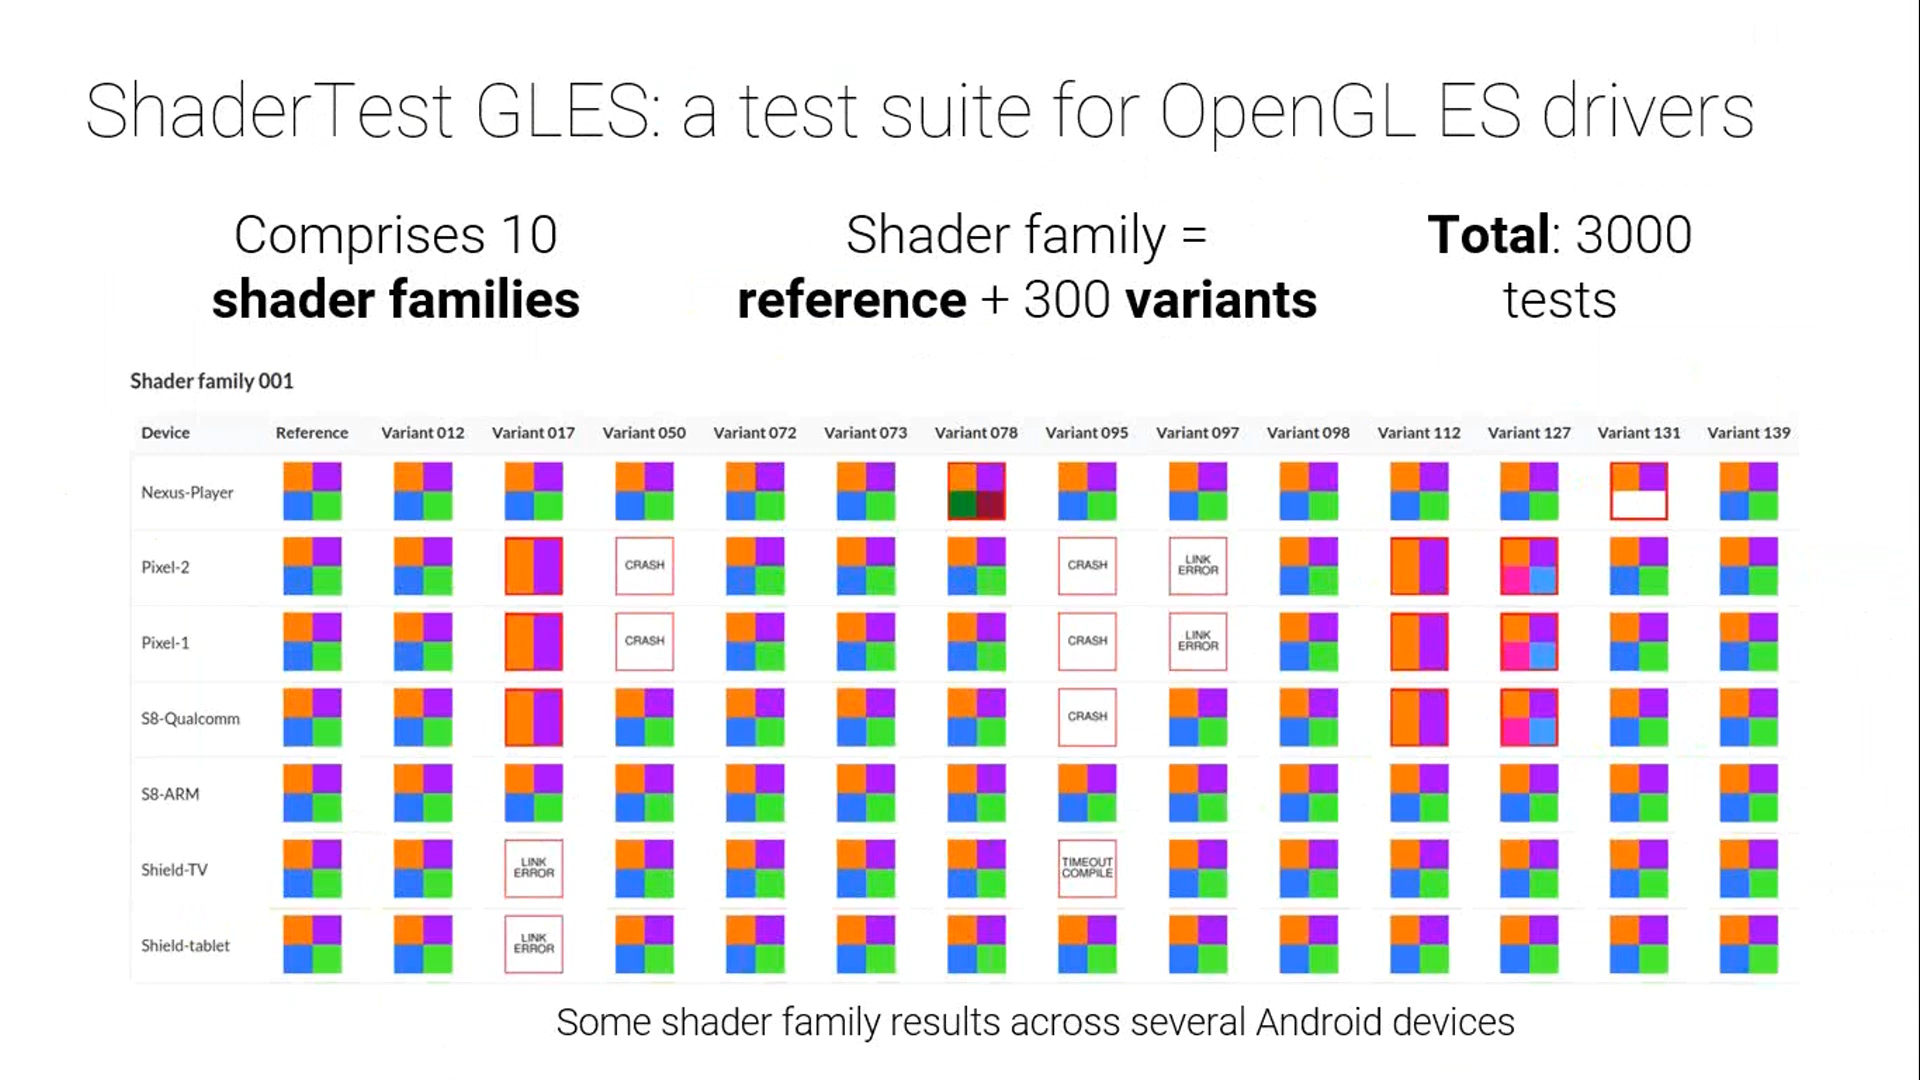 ShaderTest GLES: a test suite for OpenGL ES drivers
Comprises 10
shader families
Shader family =
reference + 300 variants
Total: 3000
tests
Shader family 001
Device Reference Variant 012 Variant 017 Variant 050 Variant 072 Variant 073 Variant 078 Variant 095 Variant 097 Variant 098 Variant 112 Variant 127 Variant 131 Variant 139
Nexus-Player
Pixel-2
CRASH
CRASH
LINK
ERROR
Pixel-1
CRASH
CRASH
LINK
ERROR
S8-Qualcomm
CRASH
S8-ARM
Shield-TV
LINK
ERROR
TIMEOUT
COMPILE
Shield-tablet
LINK
ERROR
Some shader family results across several Android devices